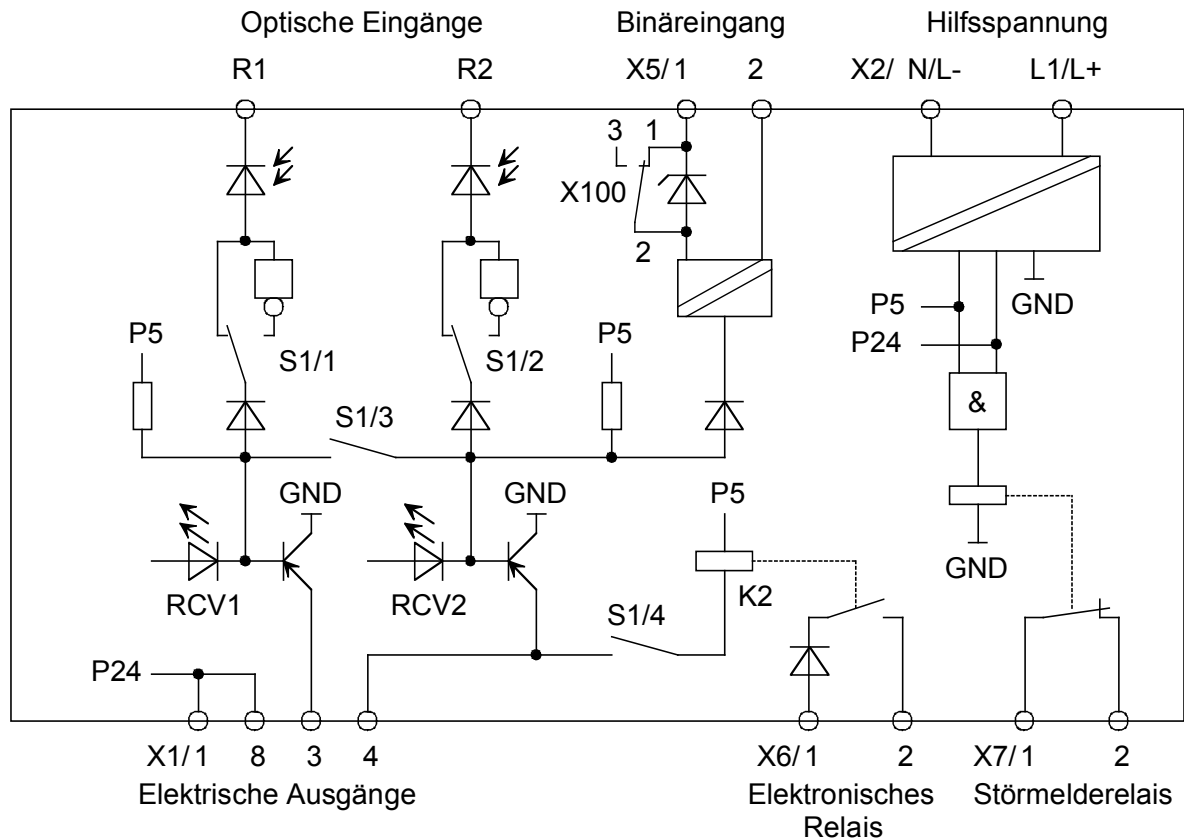 Optische Eingänge Binäreingang Hilfsspannung
R1 R2 X5/1 2 X2/ N/L- L1/L+
3 1
X100
2
P5 GND
P24
P5 S1/1 S1/2 P5
&
S1/3
GND GND P5
GND
RCV1 RCV2 K2
S1/4
P24
X1/1 8 3 4 X6/1 2 X7/1 2
Elektrische Ausgänge Elektronisches Störmelderelais
Relais